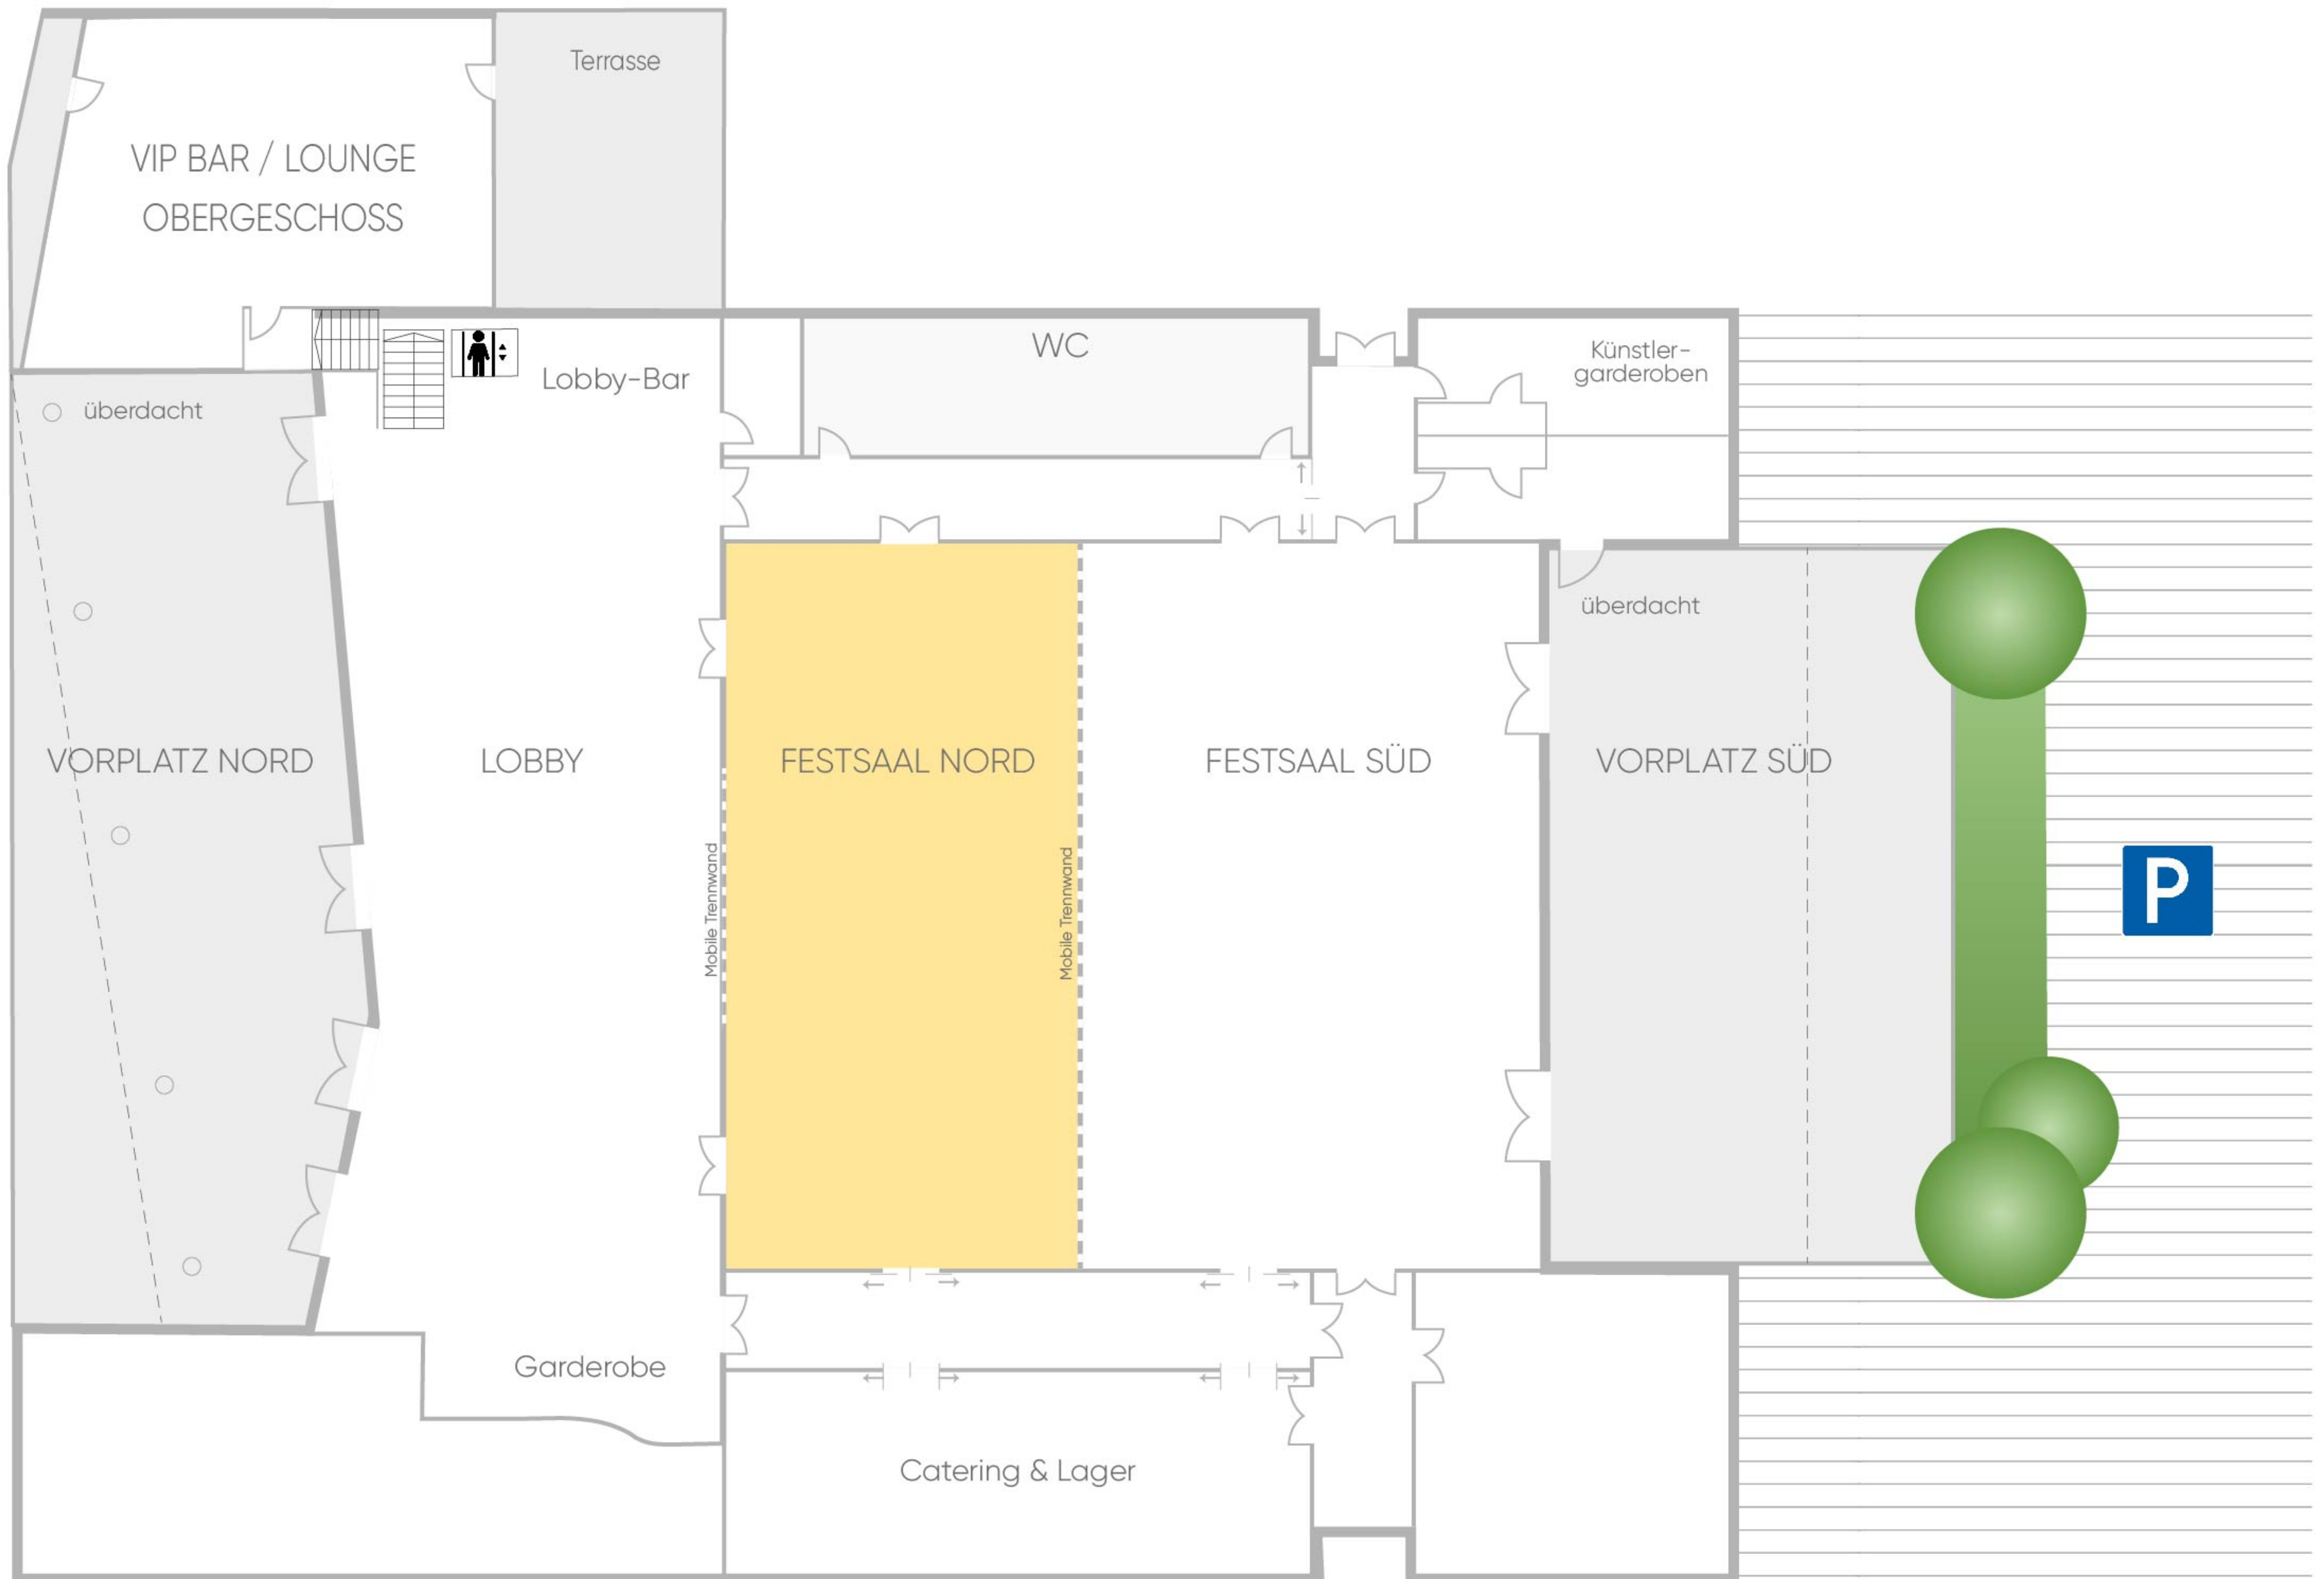 Terrasse
VIP BAR / LOUNGE
OBERGESCHOSS
WC
Künstler-
garderoben
Lobby-Bar
überdacht
überdacht
VORPLATZ NORD
LOBBY
FESTSAAL NORD
FESTSAAL SÜD
VORPLATZ SÜD
Mobile Trennwand
Mobile Trennwand
P
Garderobe
Catering & Lager